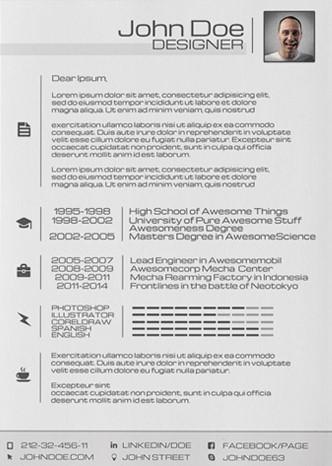 John Doe
DESIGNER
Dear Ipsum,
Lorem ipsum dolor sit amet, consectetur adipisicing elit,
sed do eiusmod tempor incididunt ut labore et dolore
magna aliqua. Ut enim ad minim veniam, quis nostrud
exercitation ullamco laboris nisi ut aliquip ex ea commodo
consequat. Duis aute irure dolor in reprehenderit in voluptate
velit esse cillum dolore eu fugiat nulla pariatur. Excepteur sint
occaecat cupidatat non proident, sunt in culpa qui officia
deserunt mollit anim id est laborum.
Lorem ipsum dolor sit amet, consectetur adipisicing elit,
sed do eiusmod tempor incididunt ut labore et dolore
magna aliqua. Ut enim ad minim veniam, quis nostrud
1995-1998 High School of Awesome Things
1998-2002 University of Pure Awesome Stuff
Awesomeness Degree
2002-2005 Masters Degree in AwesomeScience
2005-2007 Lead Engineer in Awesomemobil
2008-2009 Awesomecorp Mecha Center
2009-2011 Mecha Rearming Factory in Indonesia
2011-2014 Frontlines in the battle of Neotokyo
PHOTOSHOP
ILLUSTRATOR
CORELDRAW
SPANISH
ENGLISH
Exercitation ullamco laboris nisi ut aliquip ex ea commodo
consequat. Duis aute irure dolor in reprehenderit in voluptate
velit esse cillum dolore eu fugiat nulla pariatur.
Excepteur sint
occaecat cupidatat non proident, sunt in culpa qui officia
deserunt mollit anim id est laborum.
212-32-456-11 in LINKEDIN/DOE f FACEBOOK/PAGE
JOHNDOE.COM JOHN STREET S JOHNDOE63